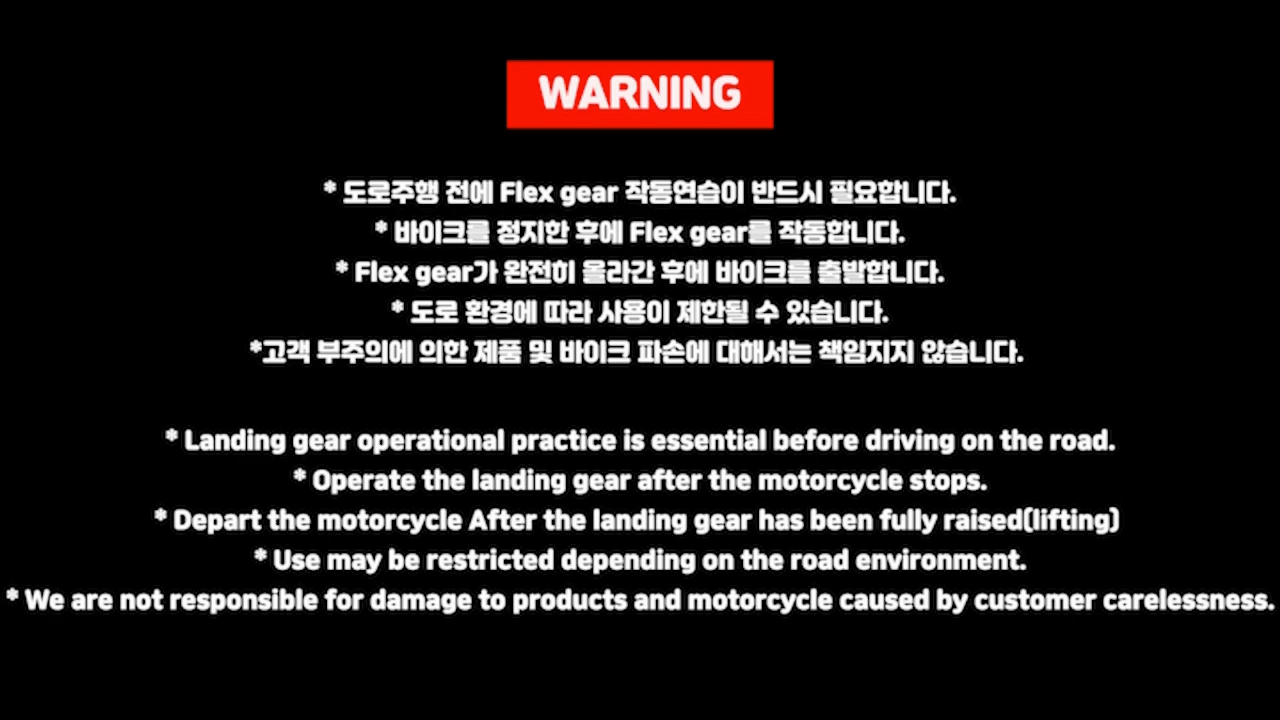 WARNING
* 도로주행 전에 Flex gear 작동연습이 반드시 필요합니다.
* 바이크를 정지한 후에 Flex gear를 작동합니다.
* Flex gear가 완전히 올라간 후에 바이크를 출발합니다.
* 도로 환경에 따라 사용이 제한될 수 있습니다.
*고객 부주의에 의한 제품 및 바이크 파손에 대해서는 책임지지 않습니다.
* Landing gear operational practice is essential before driving on the road.
* Operate the landing gear after the motorcycle stops.
* Depart the motorcycle After the landing gear has been fully raised(lifting)
* Use may be restricted depending on the road environment.
* We are not responsible for damage to products and motorcycle caused by customer carelessness.